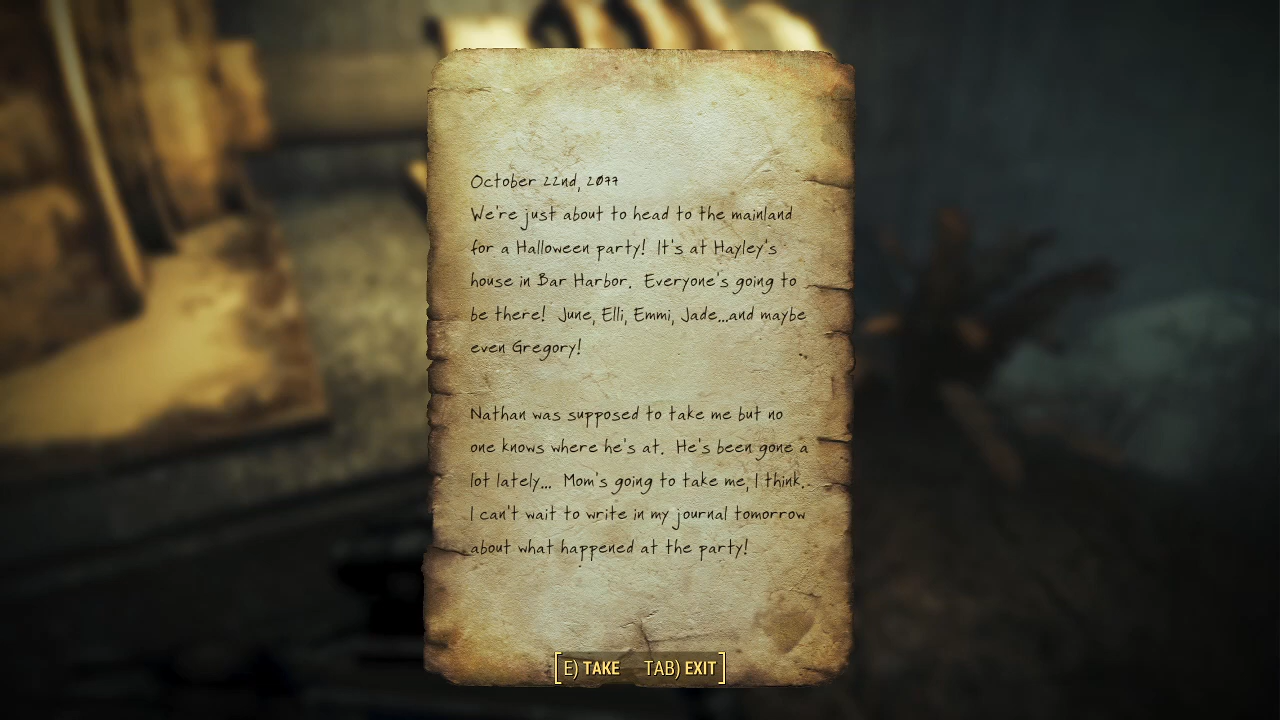 October 22nd, 2077
We're just about to head to the mainland
for a Halloween party! It's at Hayley's
house in Bar Harbor. Everyone's going to
be there! June, Elli, Emmi, Jade...and maybe
even Gregory!
Nathan was supposed to take me but no
one knows where he's at. He's been gone a
lot lately... Mom's going to take me, I think.
I can't wait to write in my journal tomorrow
about what happened at the party!
E) TAKE TAB) EXIT